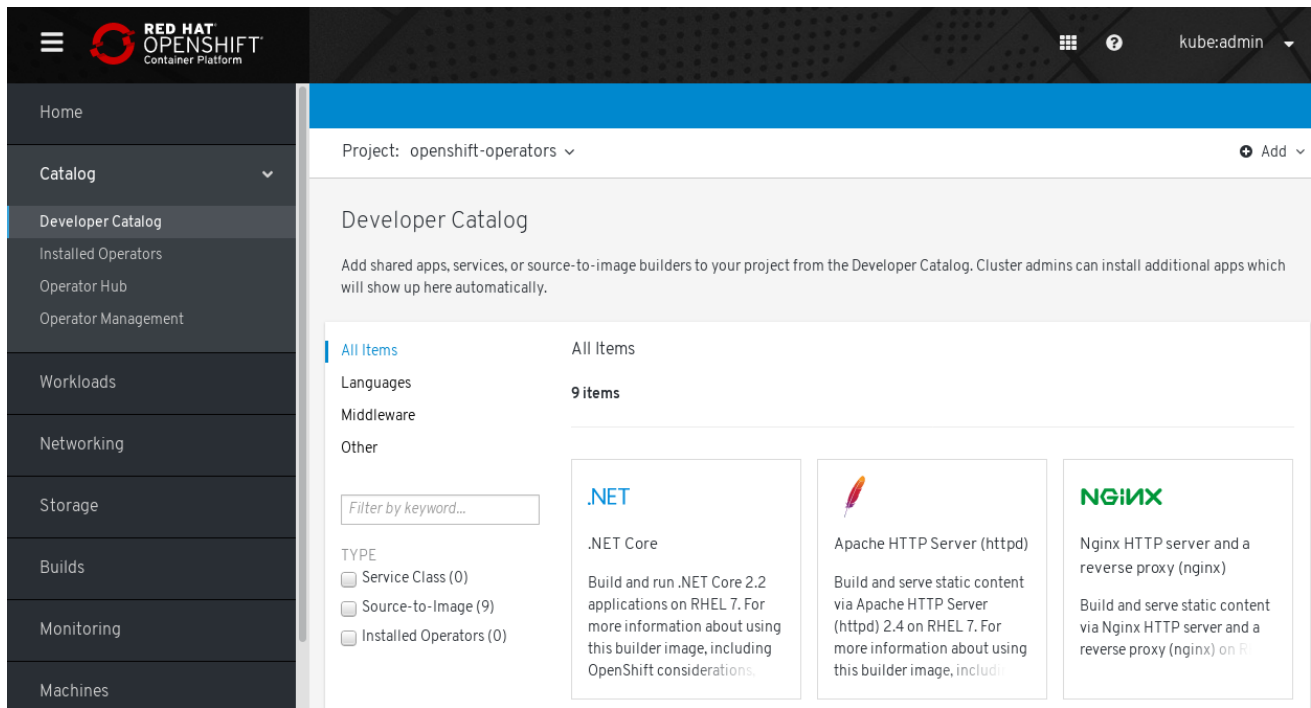 RED HAT
OPENSHIFT
Container Platform
kube:admin
Home
Catalog
Developer Catalog
Installed Operators
Operator Hub
Operator Management
Workloads
Networking
Storage
Builds
Monitoring
Machines
Project: openshift-operators
Add
Developer Catalog
Add shared apps, services, or source-to-image builders to your project from the Developer Catalog. Cluster admins can install additional apps which
will show up here automatically.
All Items
Languages
Middleware
Other
Filter by keyword...
TYPE
Service Class (0)
Source-to-Image (9)
Installed Operators (0)
All Items
9 items
.NET
.NET Core
Build and run .NET Core 2.2
applications on RHEL 7. For
more information about using
this builder image, including
OpenShift considerations,
Apache HTTP Server (httpd)
Build and serve static content
via Apache HTTP Server
(httpd) 2.4 on RHEL 7. For
more information about using
this builder image, includin
NGINX
Nginx HTTP server and a
reverse proxy (nginx)
Build and serve static content
via Nginx HTTP server and a
reverse proxy (nginx) on R